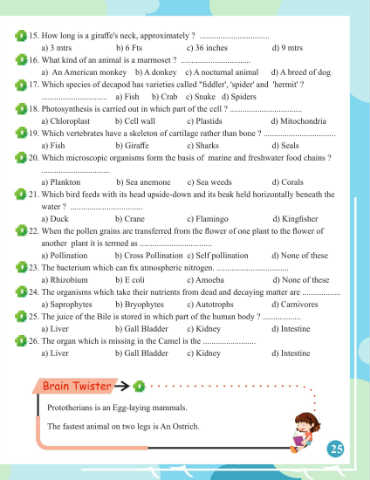 15. How long is a giraffe's neck, approximately ? ..................................
a) 3 mtrs b) 6 Fts c) 36 inches d) 9 mtrs
16. What kind of an animal is a marmoset ? ..................................
a) An American monkey b) A donkey c) A nocturnal animal d) A breed of dog
17. Which species of decapod has varieties called "fiddler', 'spider' and 'hermit' ?
................................ a) Fish b) Crab c) Snake d) Spiders
18. Photosynthesis is carried out in which part of the cell ? ..................................
a) Chloroplast b) Cell wall c) Plastids d) Mitochondria
19. Which vertebrates have a skeleton of cartilage rather than bone ? ..................................
a) Fish b) Giraffe c) Sharks d) Seals
20. Which microscopic organisms form the basis of marine and freshwater food chains ?
..................................
a) Plankton b) Sea anemone c) Sea weeds d) Corals
21. Which bird feeds with its head upside-down and its beak held horizontally beneath the
water ? ..................................
a) Duck b) Crane c) Flamingo d) Kingfisher
22. When the pollen grains are transferred from the flower of one plant to the flower of
another plant it is termed as ..................................
a) Pollination b) Cross Pollination c) Self pollination d) None of these
23. The bacterium which can fix atmospheric nitrogen. ..................................
a) Rhizobium b) E coli c) Amoeba d) None of these
24. The organisms which take their nutrients from dead and decaying matter are ..................
a) Saprophytes b) Bryophytes c) Autotrophs d) Carnivores
25. The juice of the Bile is stored in which part of the human body ? ..................
a) Liver b) Gall Bladder c) Kidney d) Intestine
26. The organ which is missing in the Camel is the ..........................
a) Liver b) Gall Bladder c) Kidney d) Intestine
Brain Twister
Prototherians is an Egg-laying mammals.
The fastest animal on two legs is An Ostrich.
25